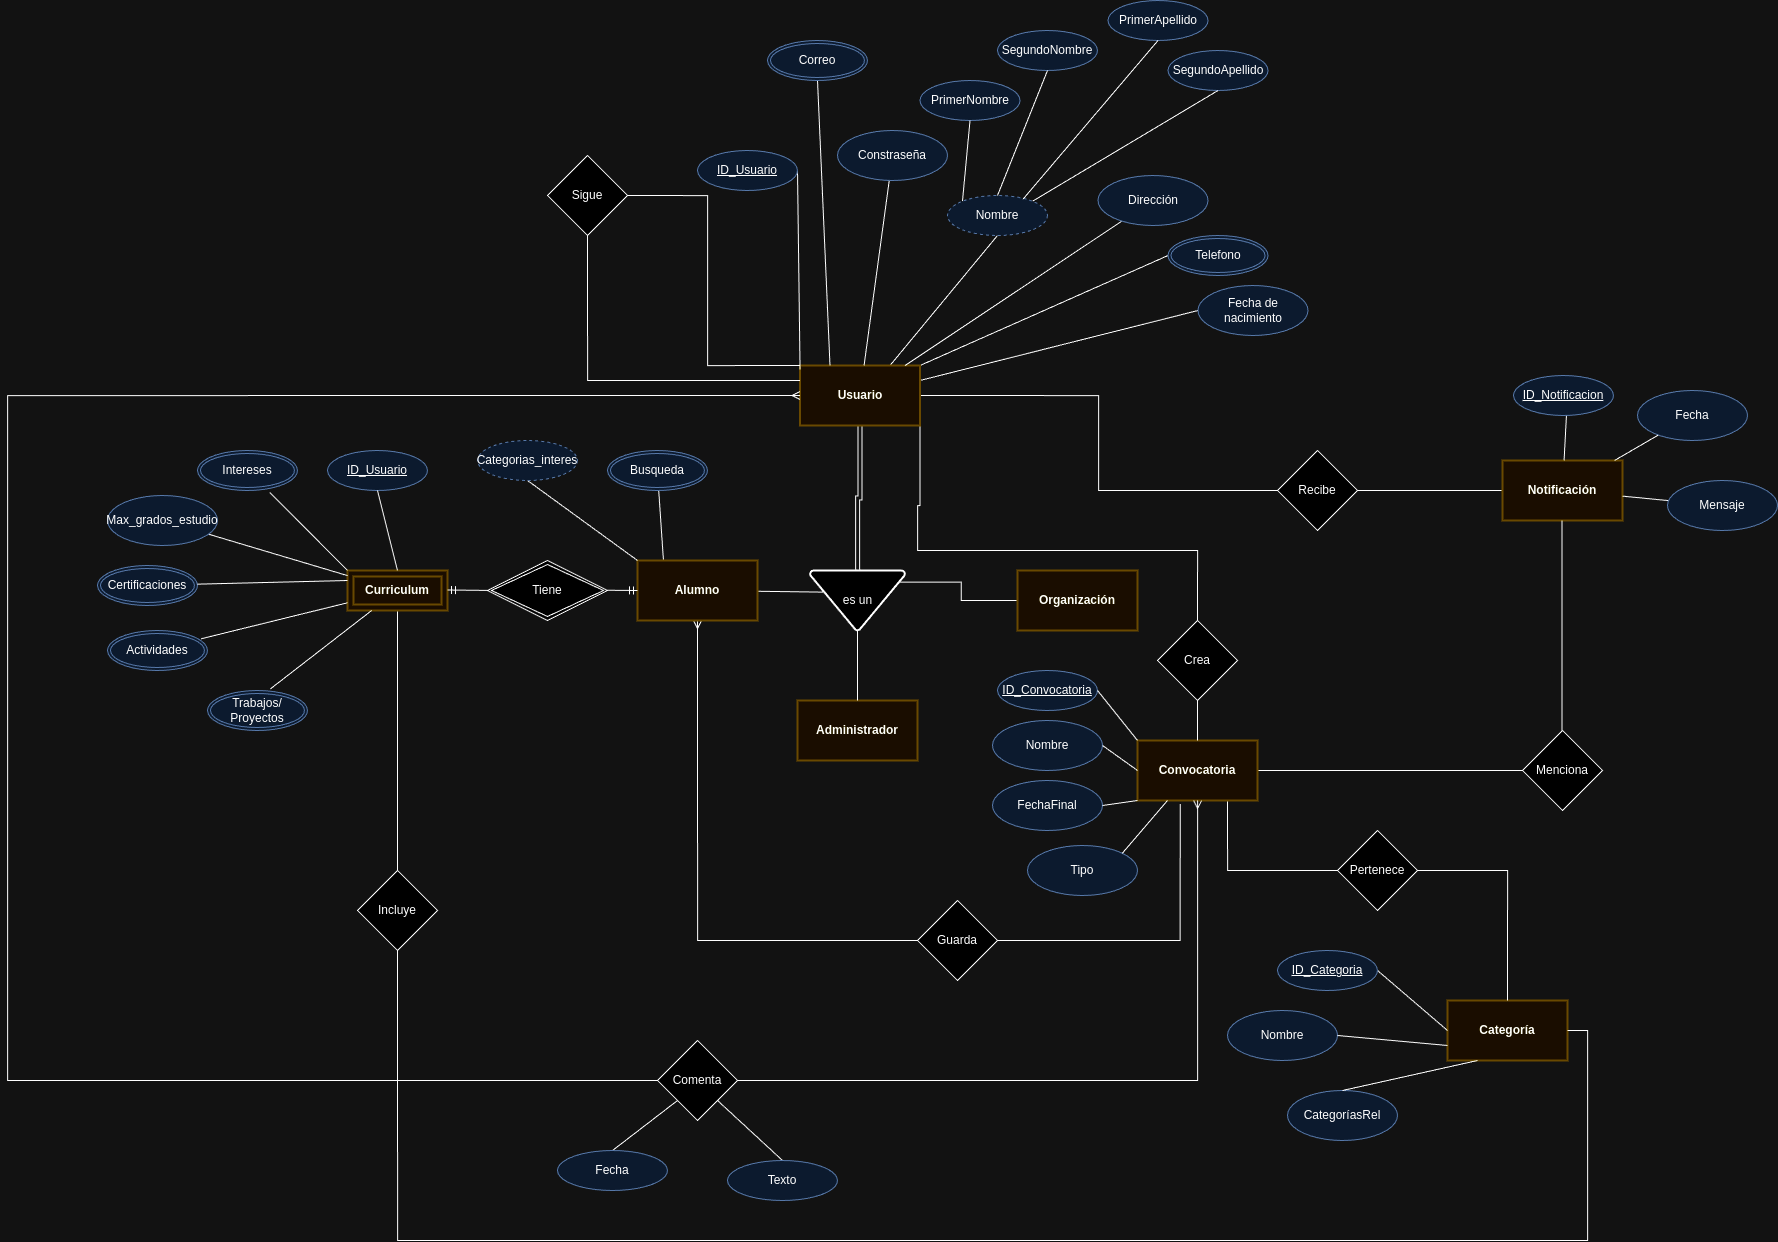 PrimerApellido
SegundoNombre
Correo
SegundoApellido
PrimerNombre
Constraseña
ID_Usuario
Sigue
Dirección
Nombre
Telefono
Fecha de
nacimiento
Usuario
ID_Notificacion
Fecha
Categorias_interes
Intereses
ID_Usuario
Busqueda
Recibe
Notificación
Mensaje
Max_grados_estudio
Certificaciones
Curriculum
Tiene
Alumno
es un
Organización
Actividades
Crea
ID_Convocatoria
Trabajos/
Proyectos
Administrador
Nombre
Convocatoria
Menciona
FechaFinal
Tipo
Pertenece
Incluye
Guarda
ID_Categoria
Nombre
Categoría
Comenta
CategoríasRel
Fecha
Texto